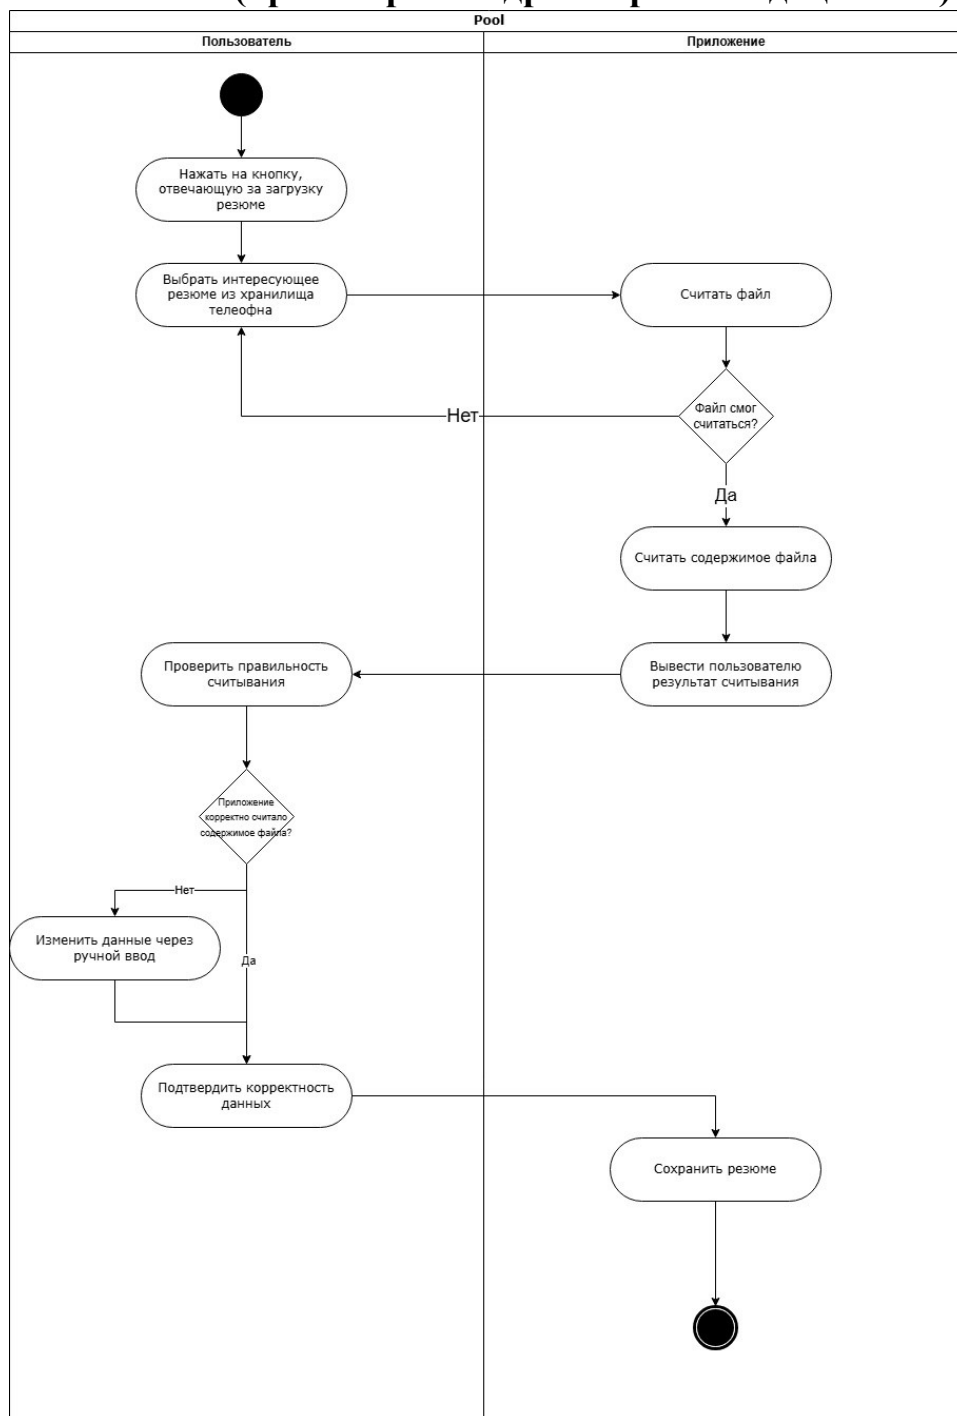 Pool
Пользователь
Приложение
Нажать на кнопку,
отвечающую за загрузку
резюме
Выбрать интересующее
резюме из хранилища
телеофна
Считать файл
Файл смог
считаться?
Нет
Да
Считать содержимое файла
Вывести пользователю
результат считывания
Проверить правильность
считывания
Приложение
корректно считало
содержимое файла?
Нет
Изменить данные через
ручной ввод
Да
Подтвердить корректность
данных
Сохранить резюме